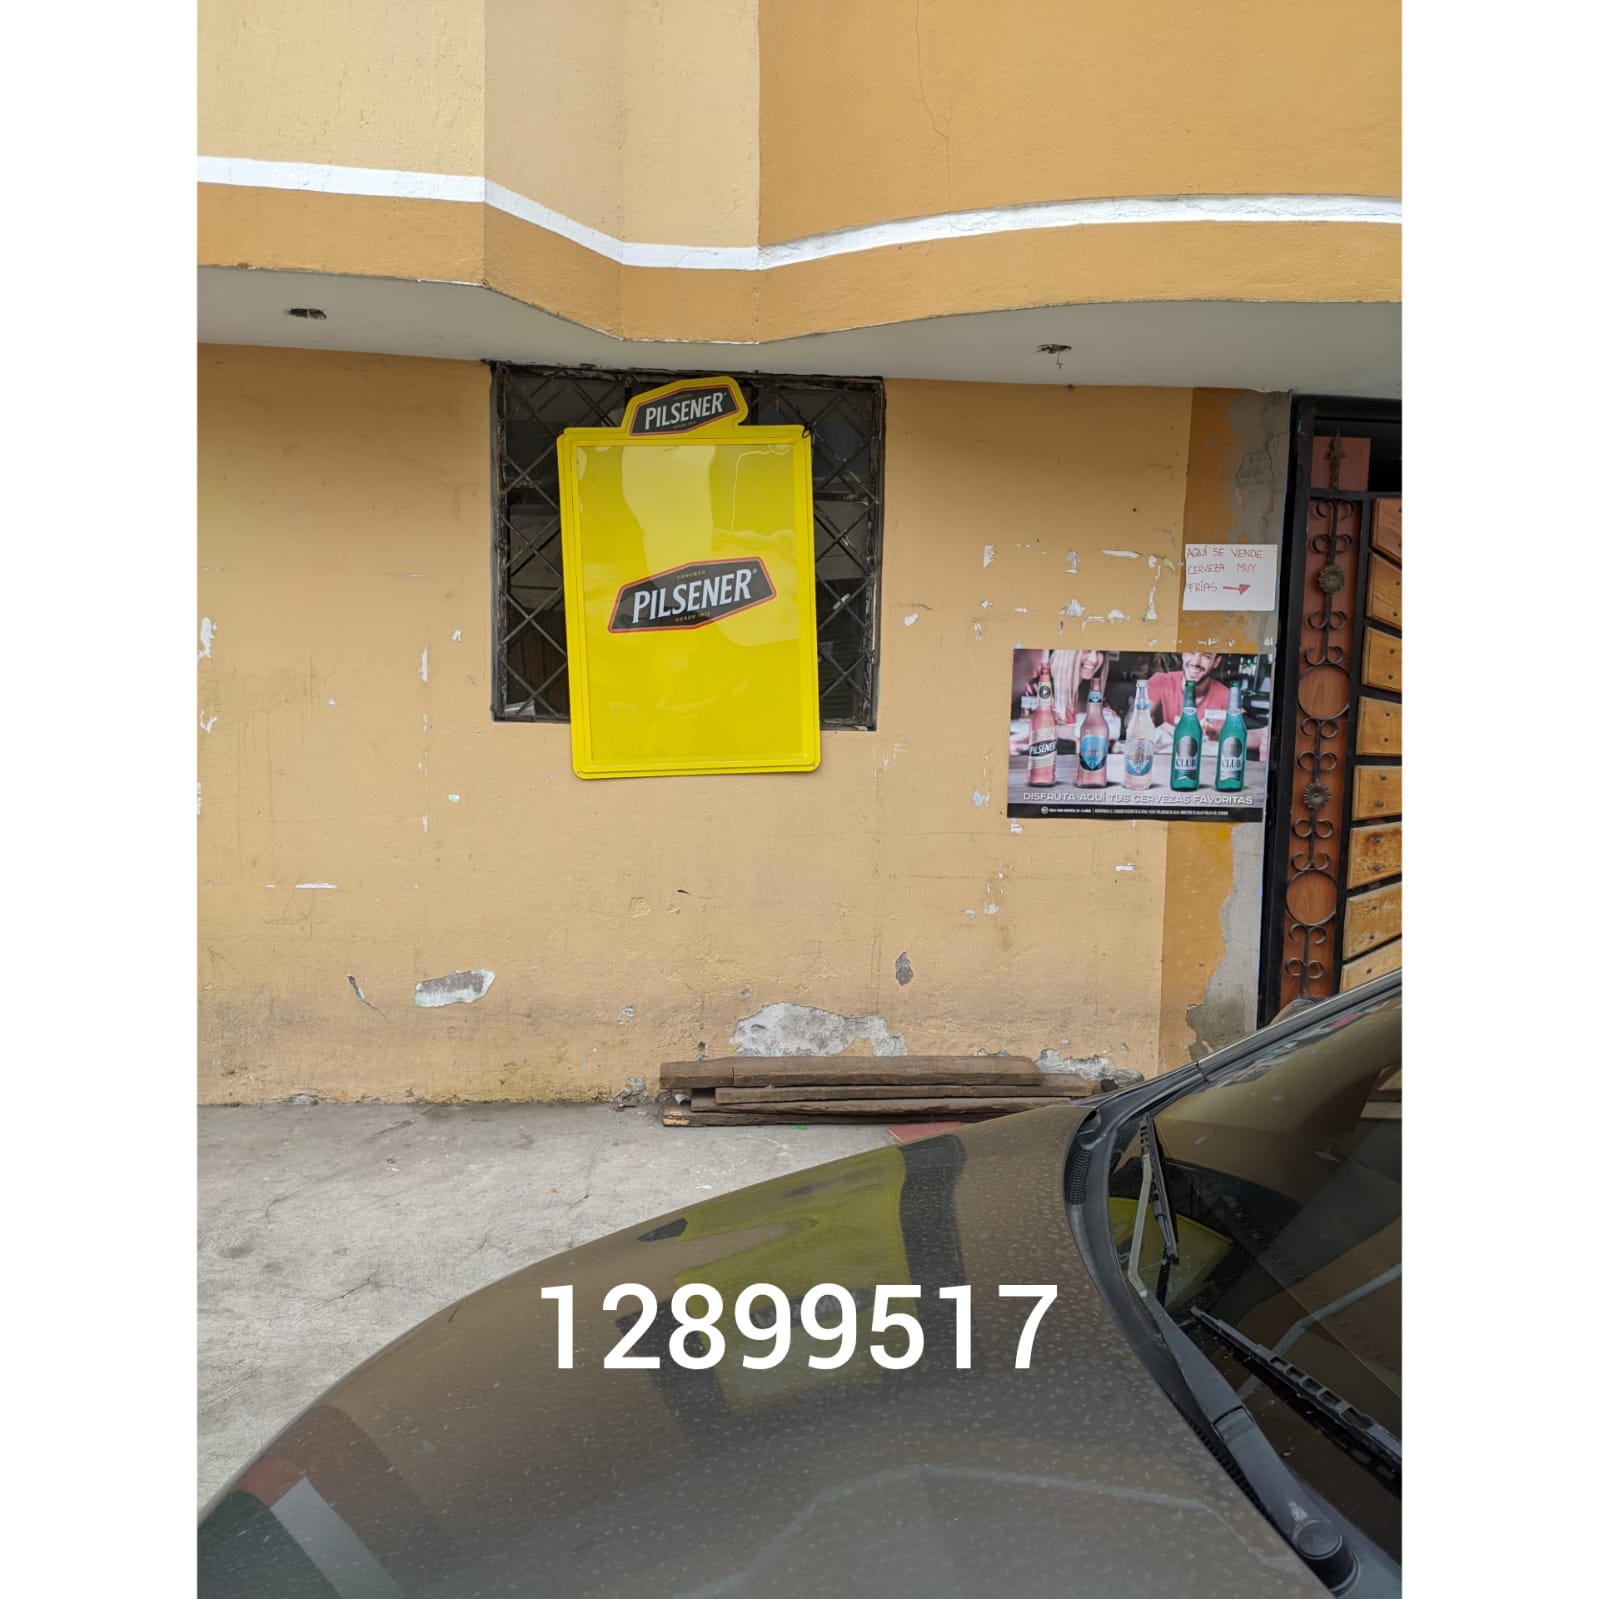 PILSENER
CERVEZA
PILSENER
DESDE 1913
AQUÍ SE VENDE
CERVEZA MUY
FRÍAS
PILSENER
CLUB
CLUB
DISFRUTA AQUÍ TUS CERVEZAS FAVORITAS
12899517